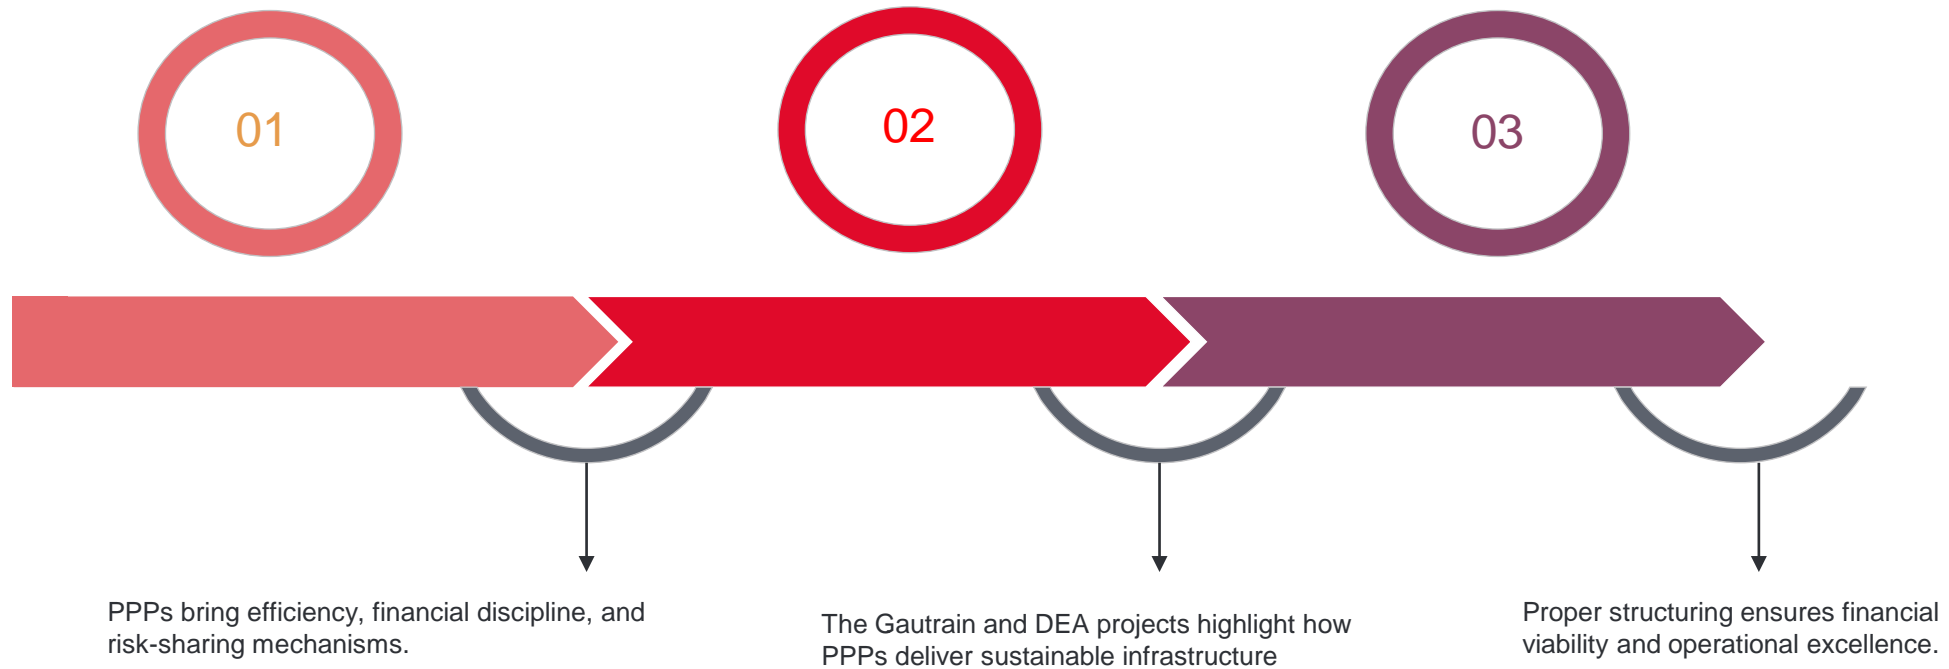 01
02
03
PPPs bring efficiency, financial discipline, and
risk-sharing mechanisms.
The Gautrain and DEA projects highlight how
PPPs deliver sustainable infrastructure
Proper structuring ensures financial
viability and operational excellence.